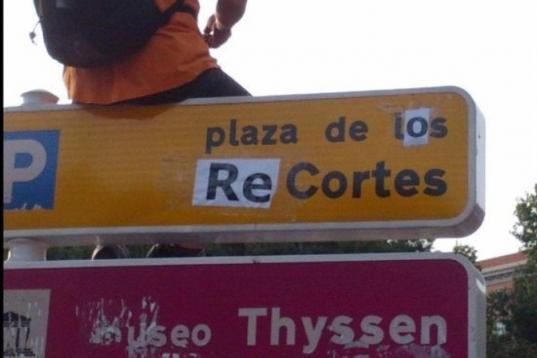 P
plaza de los
ReCortes
museo Thyssen